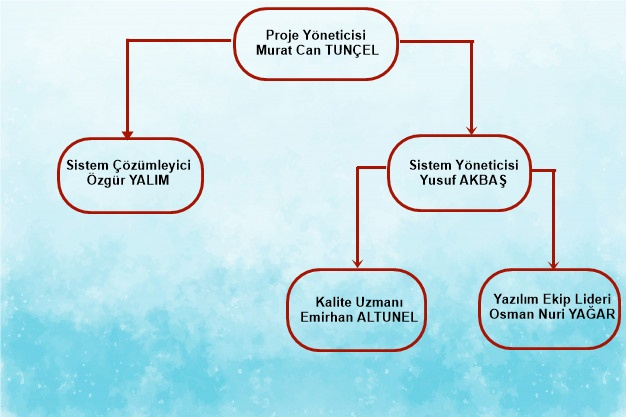 Proje Yöneticisi
Murat Can TUNÇEL
Sistem Çözümleyici
Özgür YALIM
Sistem Yöneticisi
Yusuf AKBAŞ
Kalite Uzmanı
Emirhan ALTUNEL
Yazılım Ekip Lideri
Osman Nuri YAĞAR